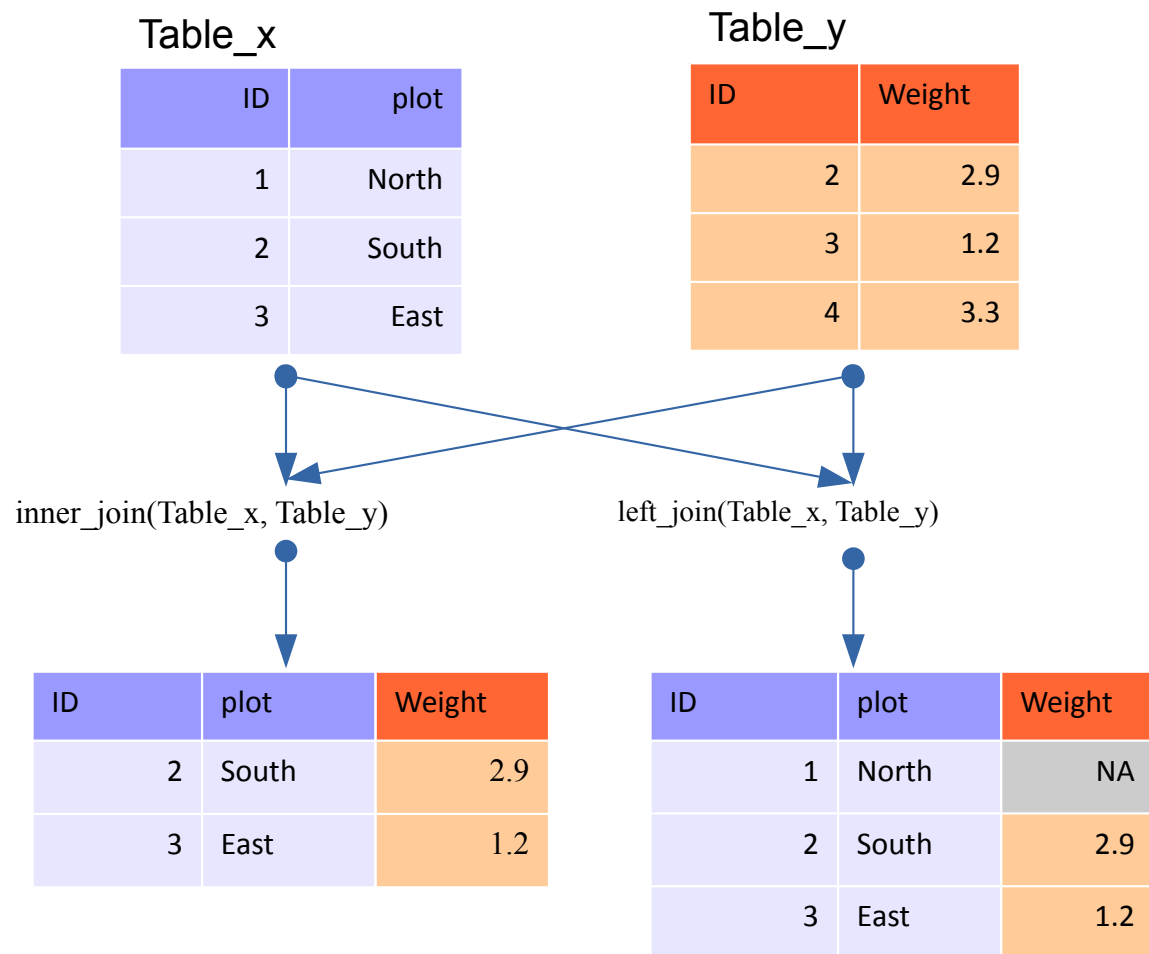 Table_x
Table_y
ID plot
1 North
2 South
3 East
ID Weight
2 2.9
3 1.2
4 3.3
inner_join(Table_x, Table_y)
left_join(Table_x, Table_y)
ID plot Weight
2 South 2.9
3 East 1.2
ID plot Weight
1 North NA
2 South 2.9
3 East 1.2